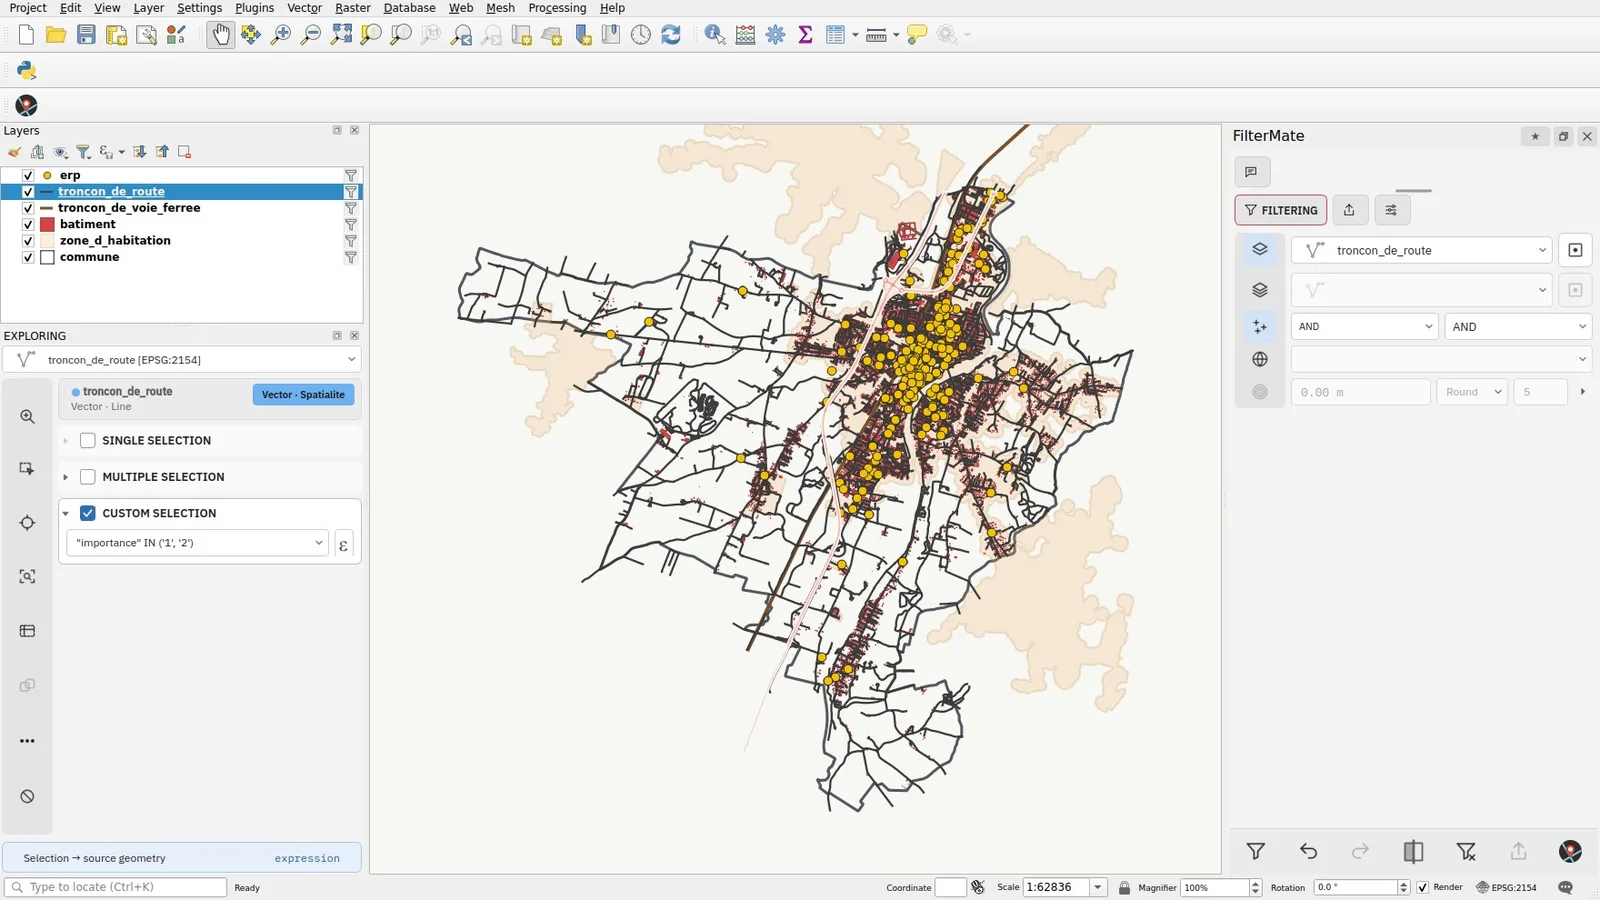 Project Edit View Layer Settings Plugins Vector Raster Database Web Mesh Processing Help
Layers
erp
troncon_de_route
troncon_de_voie_ferree
batiment
zone_d_habitation
commune
EXPLORING
troncon_de_route [EPSG:2154]
troncon_de_route
Vector · Line
Vector · Spatialite
SINGLE SELECTION
MULTIPLE SELECTION
CUSTOM SELECTION
"importance" IN ('1', '2')
ε
Selection → source geometry
expression
FilterMate
FILTERING
troncon_de_route
AND
AND
0.00 m
Round
5
Type to locate (Ctrl+K)
Ready
Coordinate
Scale 1:62836
Magnifier 100%
Rotation 0.0 °
Render
EPSG:2154